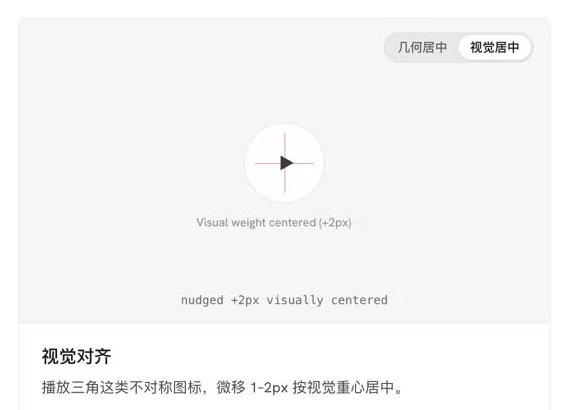 几何居中 视觉居中
Visual weight centered (+2px)
nudged +2px visually centered
视觉对齐
播放三角这类不对称图标，微移 1-2px 按视觉重心居中。